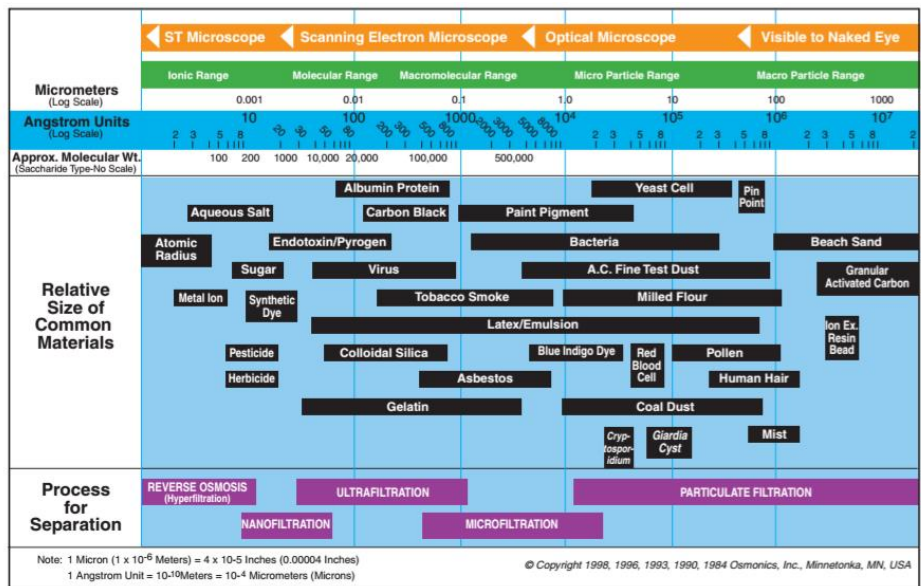 ST Microscope Scanning Electron Microscope Optical Microscope Visible to Naked Eye
Ionic Range Molecular Range Macromolecular Range Micro Particle Range Macro Particle Range
Micrometers
(Log Scale)
0.001 0.01 0.1 1.0 10 100 1000
Angstrom Units
(Log Scale)
10 100 1000 10⁴ 10⁵ 10⁶ 10⁷
2 3 5 8 20 30 50 80 200 300 500 800 2000 3000 5000 8000 2 3 5 8 2 3 5 8 2 3 5 8 2
Approx. Molecular Wt.
(Saccharide Type-No Scale)
100 200 1000 10,000 20,000 100,000 500,000
Relative
Size of
Common
Materials
Albumin Protein Yeast Cell Pin
Point
Aqueous Salt Carbon Black Paint Pigment
Atomic
Radius
Endotoxin/Pyrogen Bacteria Beach Sand
Sugar Virus A.C. Fine Test Dust Granular
Activated Carbon
Metal Ion Synthetic
Dye
Tobacco Smoke Milled Flour
Latex/Emulsion Ion Ex.
Resin
Bead
Pesticide Colloidal Silica Blue Indigo Dye Red
Blood
Cell
Pollen
Herbicide Asbestos Human Hair
Gelatin Coal Dust
Cryp-
tospor-
idium
Giardia
Cyst
Mist
Process
for
Separation
REVERSE OSMOSIS
(Hyperfiltration)
ULTRAFILTRATION PARTICULATE FILTRATION
NANOFILTRATION MICROFILTRATION
Note: 1 Micron (1 x 10⁻⁶ Meters) = 4 x 10-5 Inches (0.00004 Inches)
1 Angstrom Unit = 10⁻¹⁰Meters = 10⁻⁴ Micrometers (Microns)
© Copyright 1998, 1996, 1993, 1990, 1984 Osmonics, Inc., Minnetonka, MN, USA